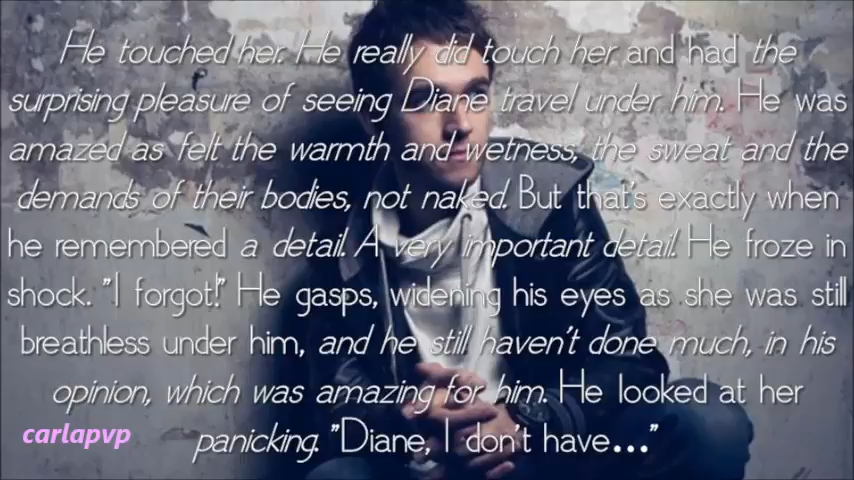 He touched her. He really did touch her and had the
surprising pleasure of seeing Diane travel under him. He was
amazed as felt the warmth and wetness, the sweat and the
demands of their bodies, not naked. But that's exactly when
he remembered a detail. A very important detail. He froze in
shock. "I forgot!" He gasps, widening his eyes as she was still
breathless under him, and he still haven't done much, in his
opinion, which was amazing for him. He looked at her
panicking. "Diane, I don't have..."
carlapvp